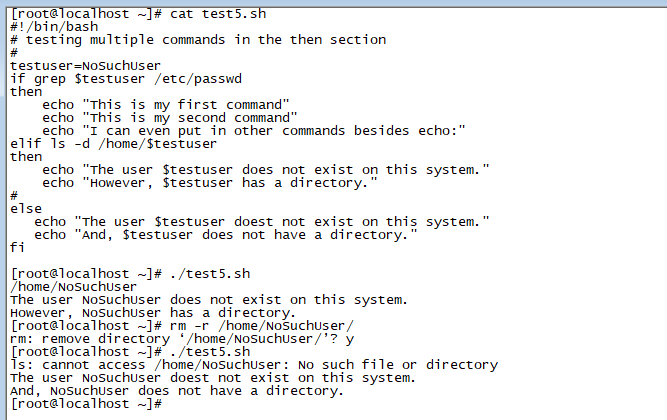 [root@localhost ~]# cat test5.sh
#!/bin/bash
# testing multiple commands in the then section
#
testuser=NoSuchUser
if grep $testuser /etc/passwd
then
    echo "This is my first command"
    echo "This is my second command"
    echo "I can even put in other commands besides echo:"
elif ls -d /home/$testuser
then
    echo "The user $testuser does not exist on this system."
    echo "However, $testuser has a directory."
#
else
   echo "The user $testuser doest not exist on this system."
   echo "And, $testuser does not have a directory."
fi

[root@localhost ~]# ./test5.sh
/home/NoSuchUser
The user NoSuchUser does not exist on this system.
However, NoSuchUser has a directory.
[root@localhost ~]# rm -r /home/NoSuchUser/
rm: remove directory ‘/home/NoSuchUser/’? y
[root@localhost ~]# ./test5.sh
ls: cannot access /home/NoSuchUser: No such file or directory
The user NoSuchUser doest not exist on this system.
And, NoSuchUser does not have a directory.
[root@localhost ~]#